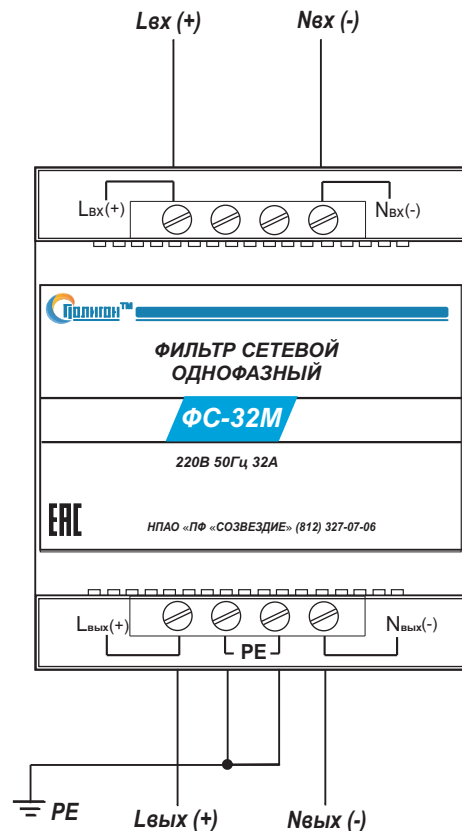 Lвх (+) Nвх (-)
Lвх(+) Nвх(-)
Полигон™
ФИЛЬТР СЕТЕВОЙ
ОДНОФАЗНЫЙ
ФС-32М
220В 50Гц 32А
ЕАС НПАО «ПФ «СОЗВЕЗДИЕ» (812) 327-07-06
Lвых(+) Nвых(-)
PE
PE
Lвых (+) Nвых (-)